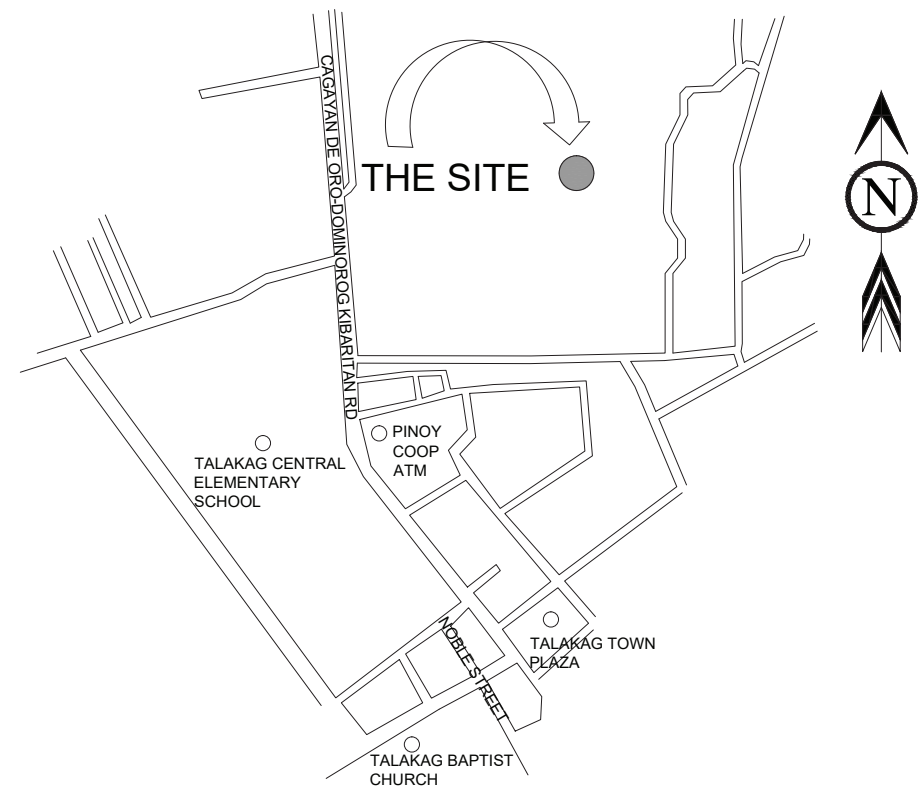 CAGAYAN DE ORO-DOMINOROG KIBARITAN RD
THE SITE
N
PINOY
COOP
ATM
TALAKAG CENTRAL
ELEMENTARY
SCHOOL
NOBLE STREET
TALAKAG TOWN
PLAZA
TALAKAG BAPTIST
CHURCH